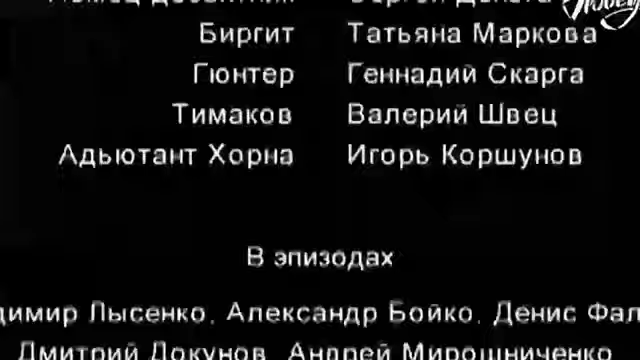 Биргит Татьяна Маркова
Гюнтер Геннадий Скарга
Тимаков Валерий Швец
Адьютант Хорна Игорь Коршунов
В эпизодах
Лысенко, Александр Бойко, Денис
Дмитрий Докунов, Андрей Мирошниченко